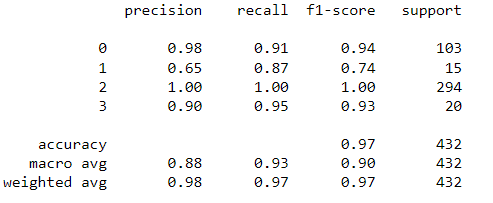 precision recall f1-score support
0 0.98 0.91 0.94 103
1 0.65 0.87 0.74 15
2 1.00 1.00 1.00 294
3 0.90 0.95 0.93 20
accuracy 0.97 432
macro avg 0.88 0.93 0.90 432
weighted avg 0.98 0.97 0.97 432